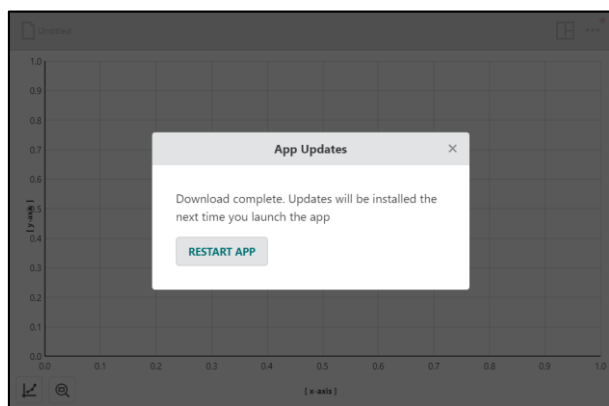 Untitled
App Updates
Download complete. Updates will be installed the
next time you launch the app
RESTART APP
1.0
0.9
0.8
0.7
0.6
0.5
0.4
0.3
0.2
0.1
0.0
[ y-axis ]
0.0 0.1 0.2 0.3 0.4 0.5 0.6 0.7 0.8 0.9 1.0
[ x-axis ]